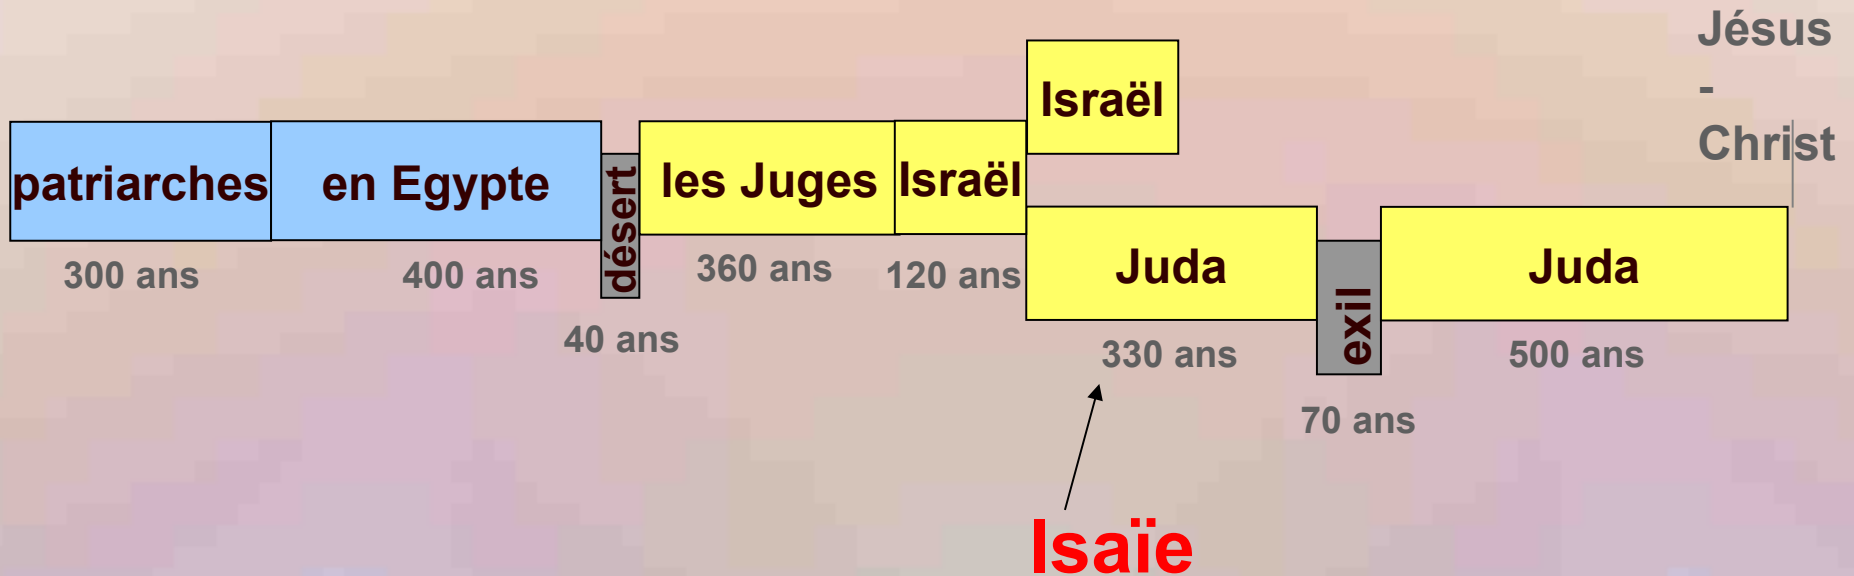 Jésus
-
Christ
Israël
patriarches
en Egypte
désert
les Juges
Israël
Juda
exil
Juda
300 ans
400 ans
360 ans
120 ans
40 ans
330 ans
500 ans
70 ans
Isaïe